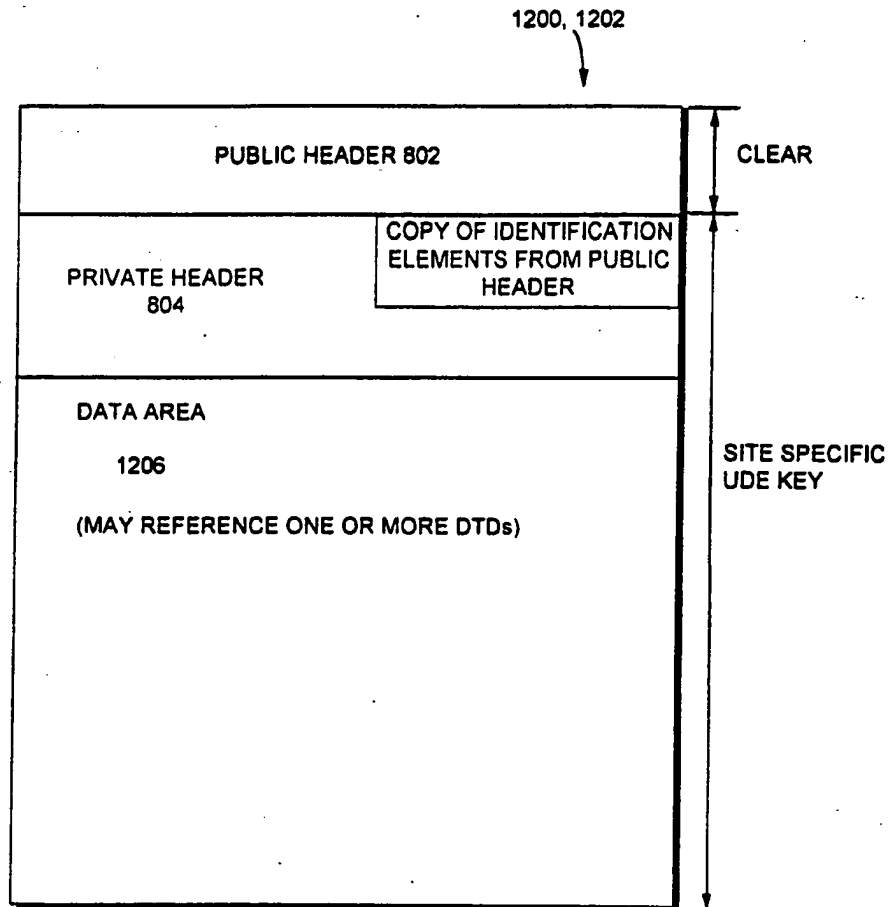 1200, 1202
PUBLIC HEADER 802
CLEAR
COPY OF IDENTIFICATION
ELEMENTS FROM PUBLIC
HEADER
PRIVATE HEADER
804
DATA AREA
1206
(MAY REFERENCE ONE OR MORE DTDs)
SITE SPECIFIC
UDE KEY